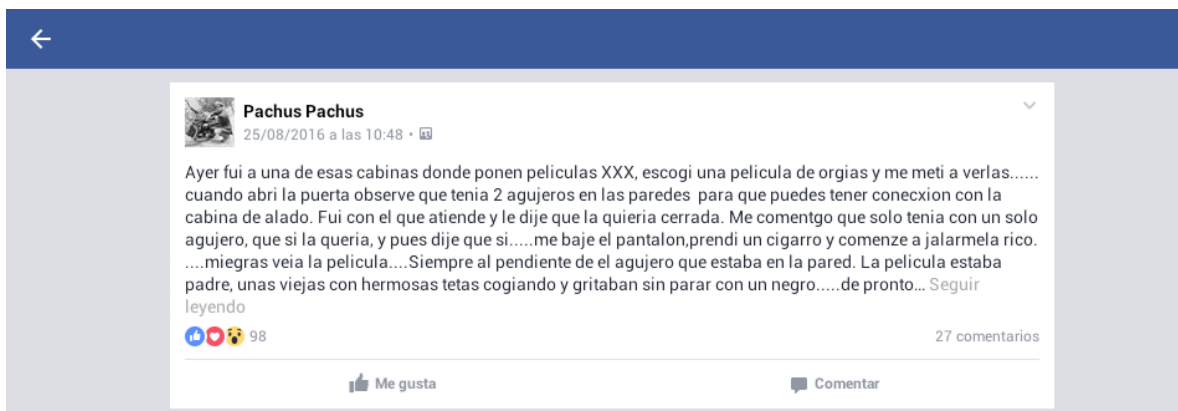 Pachus Pachus
25/08/2016 a las 10:48 •
Ayer fui a una de esas cabinas donde ponen peliculas XXX, escogi una pelicula de orgias y me meti a verlas......
cuando abri la puerta observe que tenia 2 agujeros en las paredes para que puedes tener conecxion con la
cabina de alado. Fui con el que atiende y le dije que la quieria cerrada. Me comentgo que solo tenia con un solo
agujero, que si la queria, y pues dije que si.....me baje el pantalon,prendi un cigarro y comenze a jalarmela rico.
....miegras veia la pelicula....Siempre al pendiente de el agujero que estaba en la pared. La pelicula estaba
padre, unas viejas con hermosas tetas cogiando y gritaban sin parar con un negro.....de pronto... Seguir
leyendo
98
27 comentarios
Me gusta
Comentar